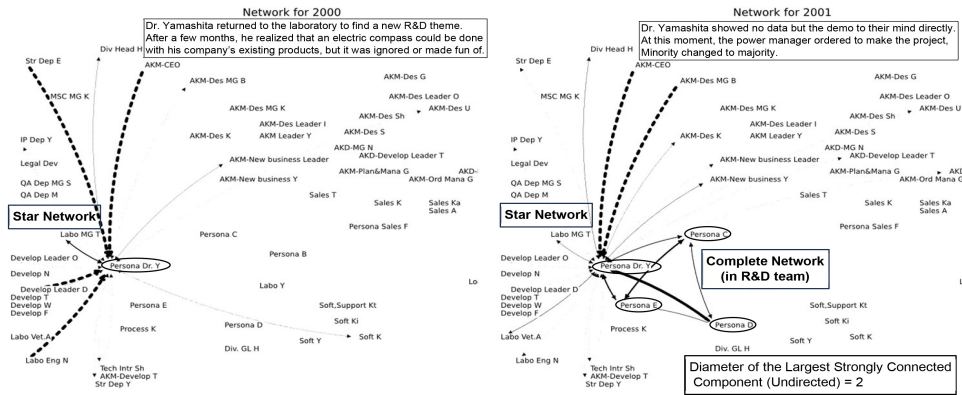 Network for 2000
Dr. Yamashita returned to the laboratory to find a new R&D theme.
After a few months, he realized that an electric compass could be done
with his company's existing products, but it was ignored or made fun of.
Div Head H
Str Dep E
AKM-CEO
AKM-Des G
AKM-Des MG B
MSC MG K
AKM-Des Leader O
AKM-Des MG K
AKM-Des U
AKM-Des Sh
AKM-Des Leader I
AKM-Des K
AKM Leader Y
AKM-Des S
IP Dep Y
AKD-MG N
AKM-New business Leader
AKD-Develop Leader T
Legal Dev
AKM-Plan&Mana G
AKD-
AKM-New business Y
AKM-Ord Mana G
QA Dep MG S
QA Dep M
Sales T
Sales K
Sales Ka
Sales A
Star Network
Persona Sales F
Labo MG T
Persona C
Persona B
Develop Leader O
Persona Dr. Y
Develop N
Labo Y
Lo
Develop Leader D
Develop T
Develop W
Develop F
Persona E
Soft,Support Kt
Process K
Persona D
Soft Ki
Labo Vet.A
Soft Y
Soft K
Div. GL H
Labo Eng N
Tech Intr Sh
AKM-Develop T
Str Dep Y
Network for 2001
Dr. Yamashita showed no data but the demo to their mind directly.
At this moment, the power manager ordered to make the project,
Minority changed to majority.
Div Head H
Str Dep E
AKM-CEO
AKM-Des G
AKM-Des MG B
MSC MG K
AKM-Des Leader O
AKM-Des MG K
AKM-Des U
AKM-Des Sh
AKM-Des Leader I
AKM-Des K
AKM Leader Y
AKM-Des S
IP Dep Y
AKD-MG N
AKM-New business Leader
AKD-Develop Leader T
Legal Dev
AKM-Plan&Mana G
AKD
AKM-New business Y
AKM-Ord Mana G
QA Dep MG S
QA Dep M
Sales T
Sales K
Sales Ka
Sales A
Star Network
Persona Sales F
Labo MG T
Persona C
Complete Network
(in R&D team)
Develop Leader O
Persona Dr. Y
Develop N
L
Develop Leader D
Develop T
Develop W
Develop F
Persona E
Soft,Support Kt
Process K
Persona D
Soft Ki
Labo Vet.A
Soft Y
Soft K
Div. GL H
Labo Eng N
Tech Intr Sh
AKM-Develop T
Str Dep Y
Diameter of the Largest Strongly Connected
Component (Undirected) = 2